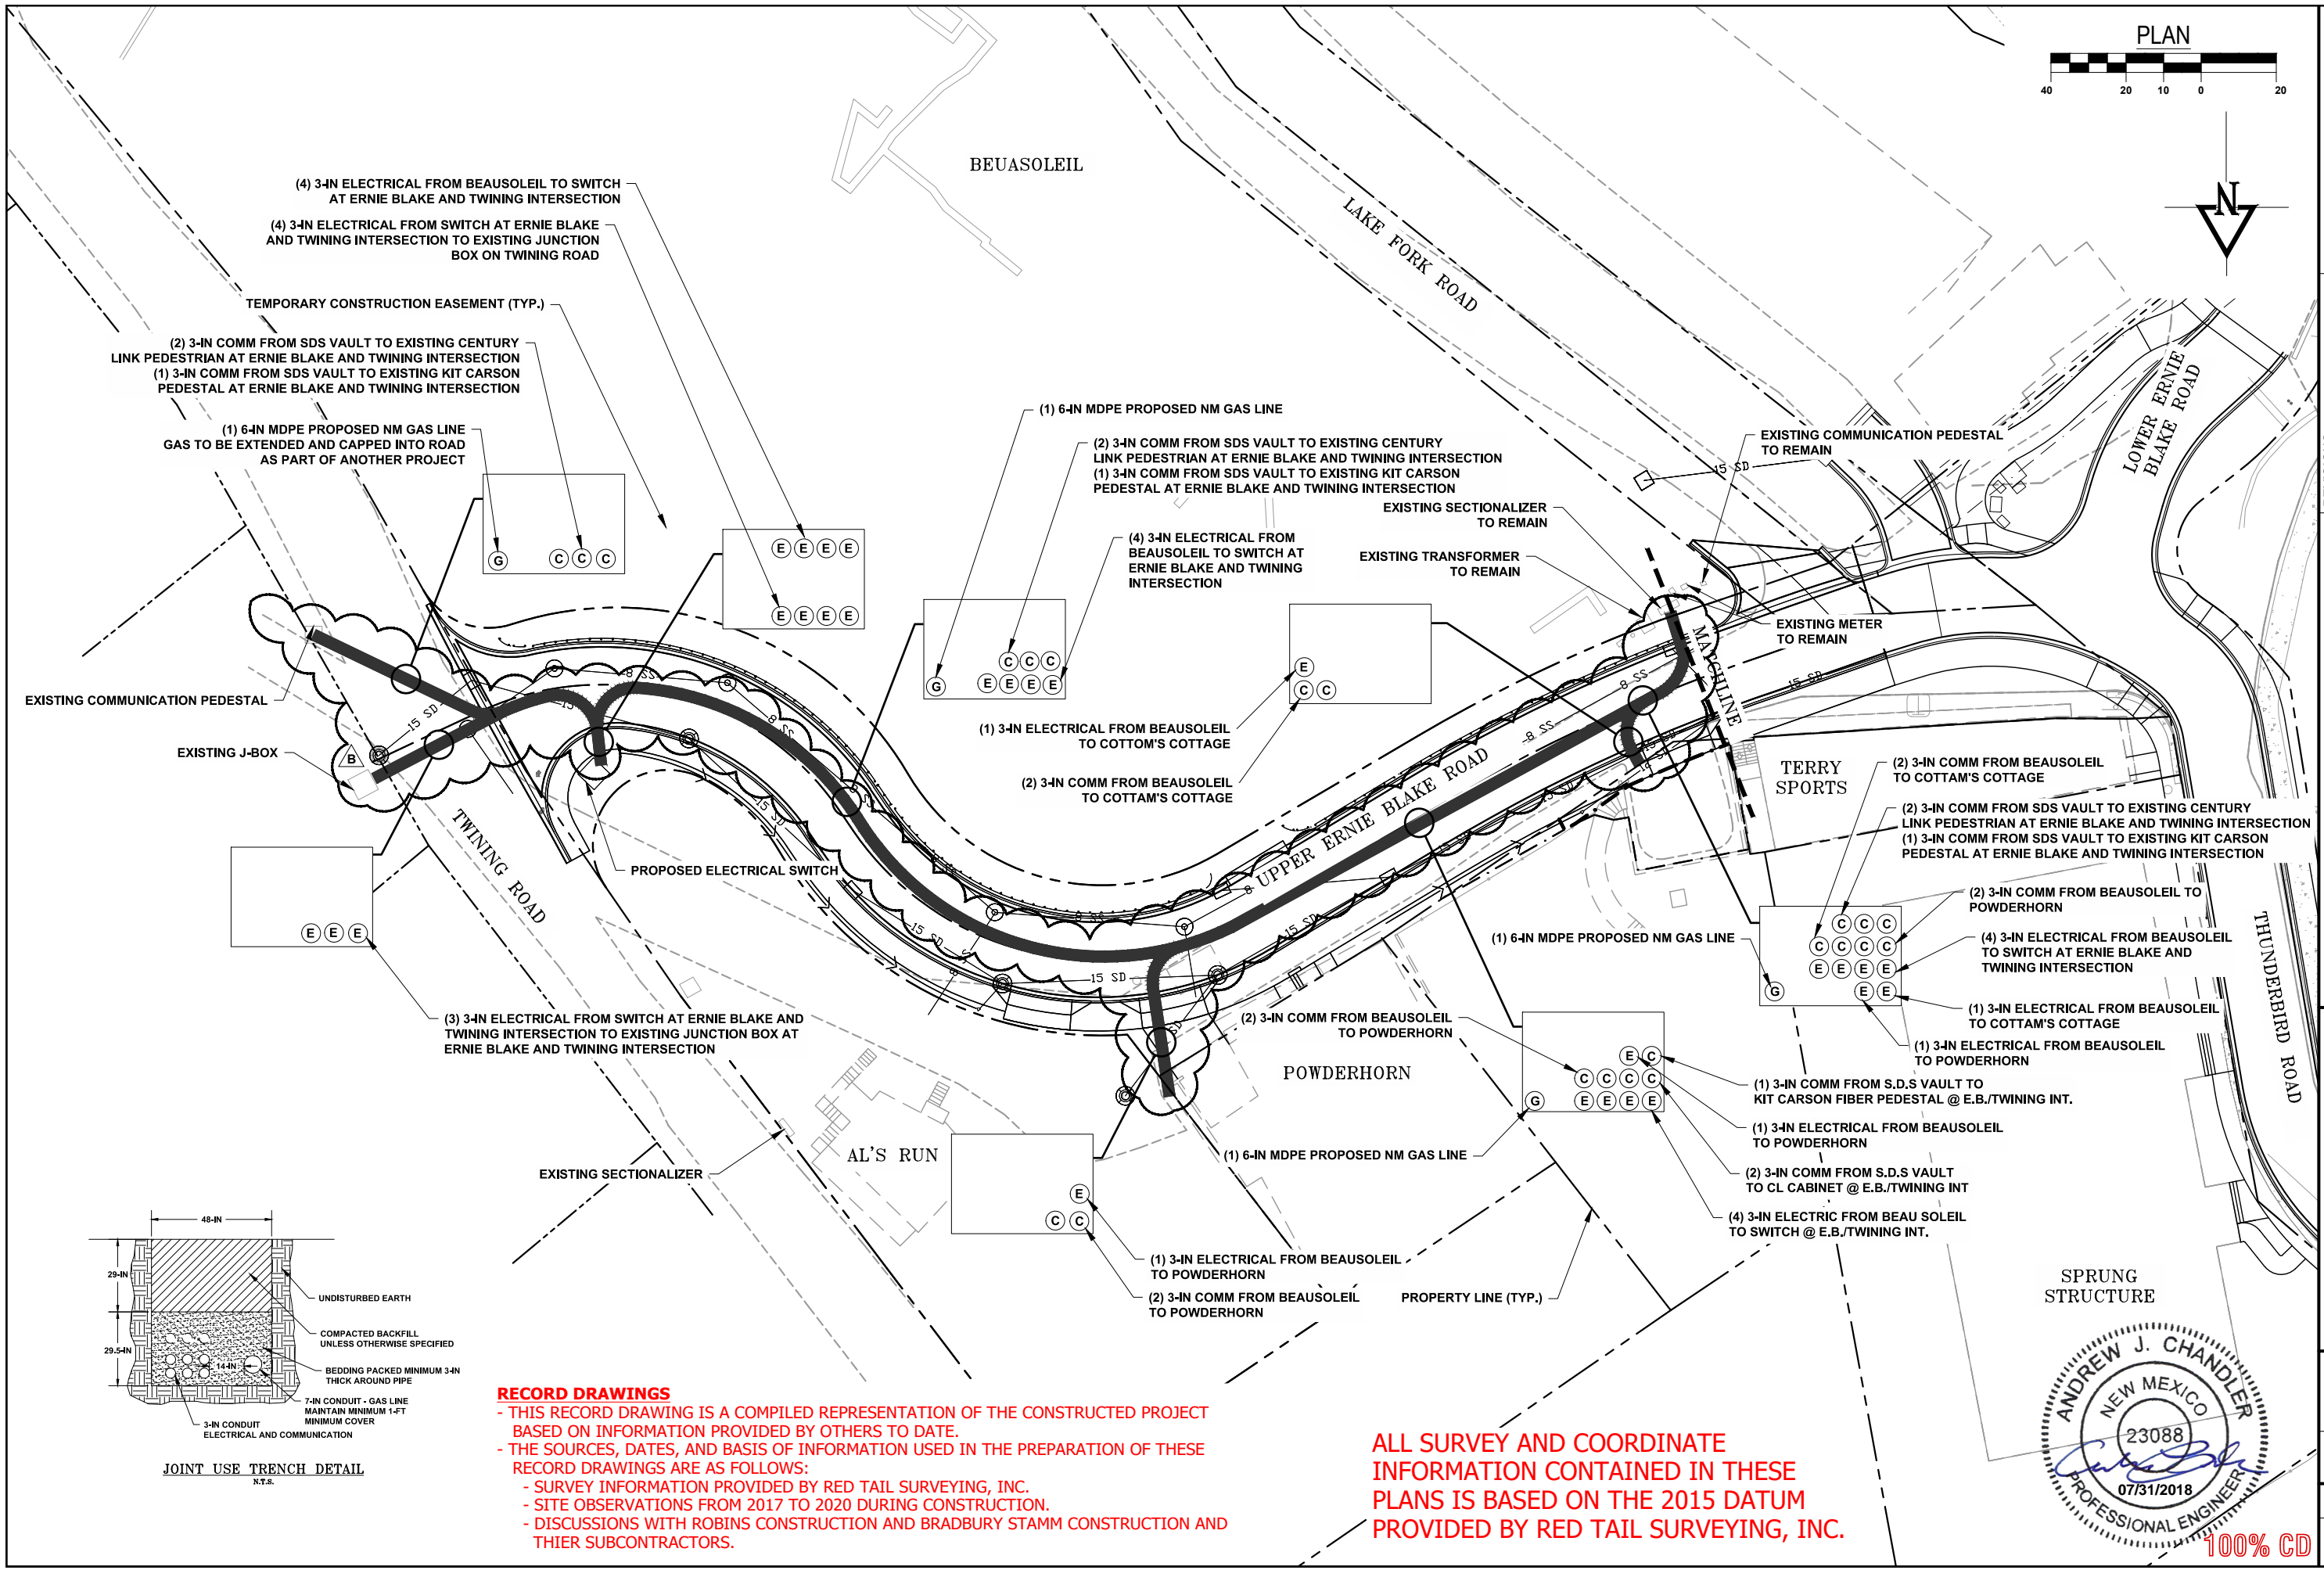 PLAN
40 20 10 0 20
N
BEUASOLEIL
LAKE FORK ROAD
LOWER ERNIE
BLAKE ROAD
(4) 3-IN ELECTRICAL FROM BEAUSOLEIL TO SWITCH
AT ERNIE BLAKE AND TWINING INTERSECTION
(4) 3-IN ELECTRICAL FROM SWITCH AT ERNIE BLAKE
AND TWINING INTERSECTION TO EXISTING JUNCTION
BOX ON TWINING ROAD
TEMPORARY CONSTRUCTION EASEMENT (TYP.)
(2) 3-IN COMM FROM SDS VAULT TO EXISTING CENTURY
LINK PEDESTRIAN AT ERNIE BLAKE AND TWINING INTERSECTION
(1) 3-IN COMM FROM SDS VAULT TO EXISTING KIT CARSON
PEDESTAL AT ERNIE BLAKE AND TWINING INTERSECTION
(1) 6-IN MDPE PROPOSED NM GAS LINE
GAS TO BE EXTENDED AND CAPPED INTO ROAD
AS PART OF ANOTHER PROJECT
G C C C
E E E E
E E E E
(1) 6-IN MDPE PROPOSED NM GAS LINE
(2) 3-IN COMM FROM SDS VAULT TO EXISTING CENTURY
LINK PEDESTRIAN AT ERNIE BLAKE AND TWINING INTERSECTION
(1) 3-IN COMM FROM SDS VAULT TO EXISTING KIT CARSON
PEDESTAL AT ERNIE BLAKE AND TWINING INTERSECTION
(4) 3-IN ELECTRICAL FROM
BEAUSOLEIL TO SWITCH AT
ERNIE BLAKE AND TWINING
INTERSECTION
C C C
G E E E E
EXISTING COMMUNICATION PEDESTAL
TO REMAIN
15 SD
EXISTING SECTIONALIZER
TO REMAIN
EXISTING TRANSFORMER
TO REMAIN
EXISTING METER
TO REMAIN
MATCHLINE
E
C C
(1) 3-IN ELECTRICAL FROM BEAUSOLEIL
TO COTTOM'S COTTAGE
(2) 3-IN COMM FROM BEAUSOLEIL
TO COTTAM'S COTTAGE
EXISTING COMMUNICATION PEDESTAL
EXISTING J-BOX
B
15 SD
15
8 SS
8 SS
8 SS
15 SD
15 SD
8 SS
8 SS
8 SS
15 SD
15 SD
15 SD
8
UPPER ERNIE BLAKE ROAD
TWINING ROAD
PROPOSED ELECTRICAL SWITCH
E E E
(3) 3-IN ELECTRICAL FROM SWITCH AT ERNIE BLAKE AND
TWINING INTERSECTION TO EXISTING JUNCTION BOX AT
ERNIE BLAKE AND TWINING INTERSECTION
TERRY
SPORTS
(2) 3-IN COMM FROM BEAUSOLEIL
TO COTTAM'S COTTAGE
(2) 3-IN COMM FROM SDS VAULT TO EXISTING CENTURY
LINK PEDESTRIAN AT ERNIE BLAKE AND TWINING INTERSECTION
(1) 3-IN COMM FROM SDS VAULT TO EXISTING KIT CARSON
PEDESTAL AT ERNIE BLAKE AND TWINING INTERSECTION
(2) 3-IN COMM FROM BEAUSOLEIL TO
POWDERHORN
(4) 3-IN ELECTRICAL FROM BEAUSOLEIL
TO SWITCH AT ERNIE BLAKE AND
TWINING INTERSECTION
(1) 3-IN ELECTRICAL FROM BEAUSOLEIL
TO COTTAM'S COTTAGE
(1) 3-IN ELECTRICAL FROM BEAUSOLEIL
TO POWDERHORN
(1) 6-IN MDPE PROPOSED NM GAS LINE
C C C
C C C C
E E E E
G E E
THUNDERBIRD ROAD
(2) 3-IN COMM FROM BEAUSOLEIL
TO POWDERHORN
POWDERHORN
(1) 6-IN MDPE PROPOSED NM GAS LINE
E C
C C C C
G E E E E
(1) 3-IN COMM FROM S.D.S VAULT TO
KIT CARSON FIBER PEDESTAL @ E.B./TWINING INT.
(1) 3-IN ELECTRICAL FROM BEAUSOLEIL
TO POWDERHORN
(2) 3-IN COMM FROM S.D.S VAULT
TO CL CABINET @ E.B./TWINING INT
(4) 3-IN ELECTRIC FROM BEAU SOLEIL
TO SWITCH @ E.B./TWINING INT.
AL'S RUN
EXISTING SECTIONALIZER
E
C C
(1) 3-IN ELECTRICAL FROM BEAUSOLEIL
TO POWDERHORN
(2) 3-IN COMM FROM BEAUSOLEIL
TO POWDERHORN
PROPERTY LINE (TYP.)
SPRUNG
STRUCTURE
48-IN
29-IN
29.5-IN
14-IN
UNDISTURBED EARTH
COMPACTED BACKFILL
UNLESS OTHERWISE SPECIFIED
BEDDING PACKED MINIMUM 3-IN
THICK AROUND PIPE
7-IN CONDUIT - GAS LINE
MAINTAIN MINIMUM 1-FT
MINIMUM COVER
3-IN CONDUIT
ELECTRICAL AND COMMUNICATION
JOINT USE TRENCH DETAIL
N.T.S.
RECORD DRAWINGS
- THIS RECORD DRAWING IS A COMPILED REPRESENTATION OF THE CONSTRUCTED PROJECT
BASED ON INFORMATION PROVIDED BY OTHERS TO DATE.
- THE SOURCES, DATES, AND BASIS OF INFORMATION USED IN THE PREPARATION OF THESE
RECORD DRAWINGS ARE AS FOLLOWS:
- SURVEY INFORMATION PROVIDED BY RED TAIL SURVEYING, INC.
- SITE OBSERVATIONS FROM 2017 TO 2020 DURING CONSTRUCTION.
- DISCUSSIONS WITH ROBINS CONSTRUCTION AND BRADBURY STAMM CONSTRUCTION AND
THIER SUBCONTRACTORS.
ALL SURVEY AND COORDINATE
INFORMATION CONTAINED IN THESE
PLANS IS BASED ON THE 2015 DATUM
PROVIDED BY RED TAIL SURVEYING, INC.
ANDREW J. CHANDLER
NEW MEXICO
23088
07/31/2018
PROFESSIONAL ENGINEER
100% CD